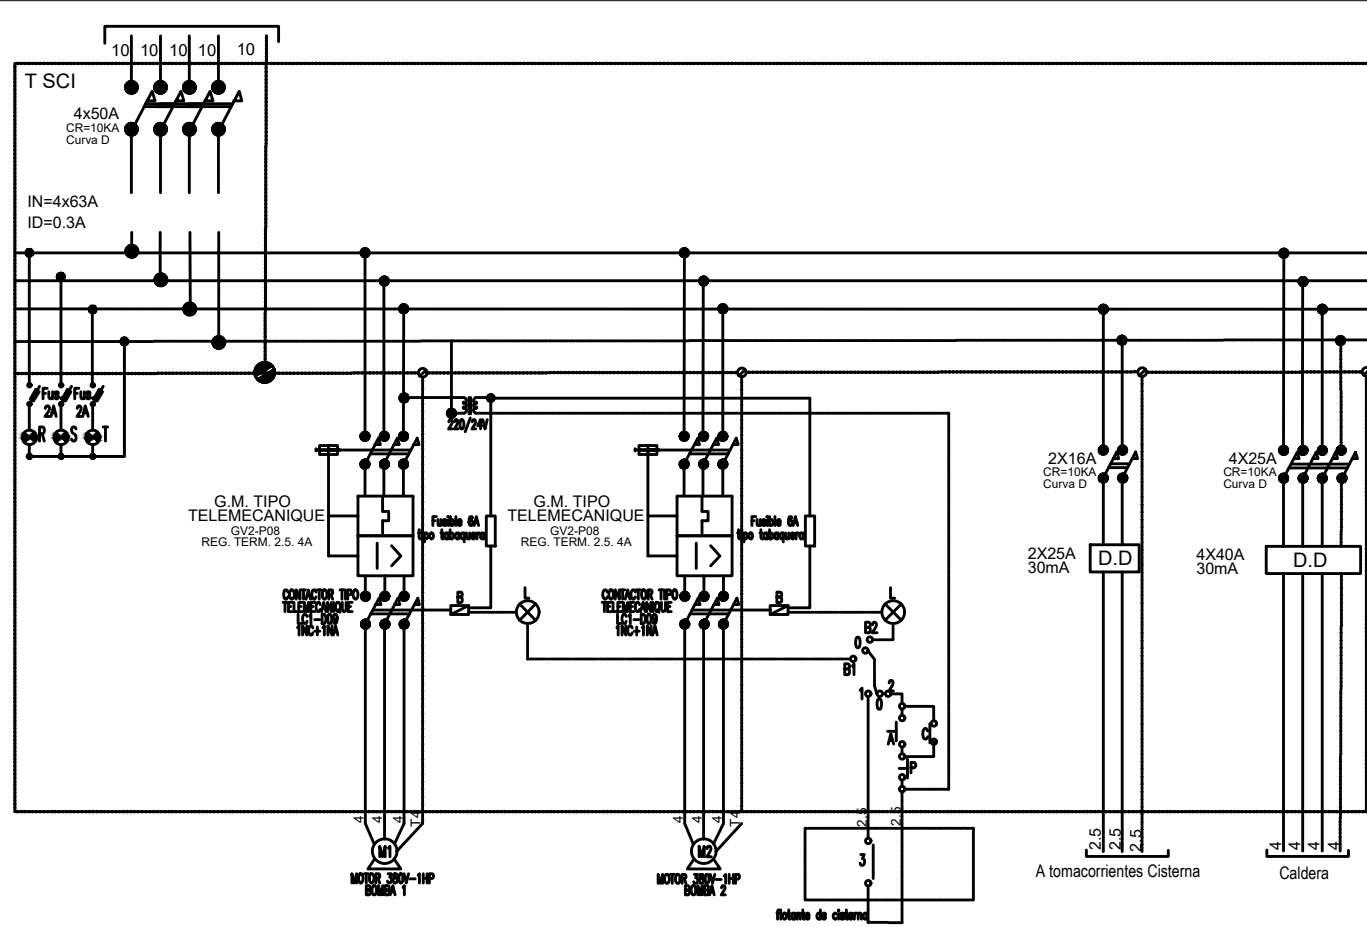 10 10 10 10 10
T SCI
4x50A
CR=10KA
Curva D
IN=4x63A
ID=0.3A
Fus.
2A
Fus.
2A
R S T
220/24V
G.M. TIPO
TELEMECANIQUE
GV2-P08
REG. TERM. 2.5. 4A
Fusible 6A
tipo tabaquera
CONTACTOR TIPO
TELEMECANIQUE
LC1-D09
1NC+1NA
B
L
G.M. TIPO
TELEMECANIQUE
GV2-P08
REG. TERM. 2.5. 4A
Fusible 6A
tipo tabaquera
CONTACTOR TIPO
TELEMECANIQUE
LC1-D09
1NC+1NA
B
L
B2
0
B1
1
0
2
A
C
P
2X16A
CR=10KA
Curva D
2X25A
30mA
D.D
4X25A
CR=10KA
Curva D
4X40A
30mA
D.D
4 4 4 T4
M1
MOTOR 380V-1HP
BOMBA 1
4 4 4 T4
M2
MOTOR 380V-1HP
BOMBA 2
2.5 2.5
3
flotante de cisterna
2.5 2.5 2.5
A tomacorrientes Cisterna
4 4 4 4
Caldera